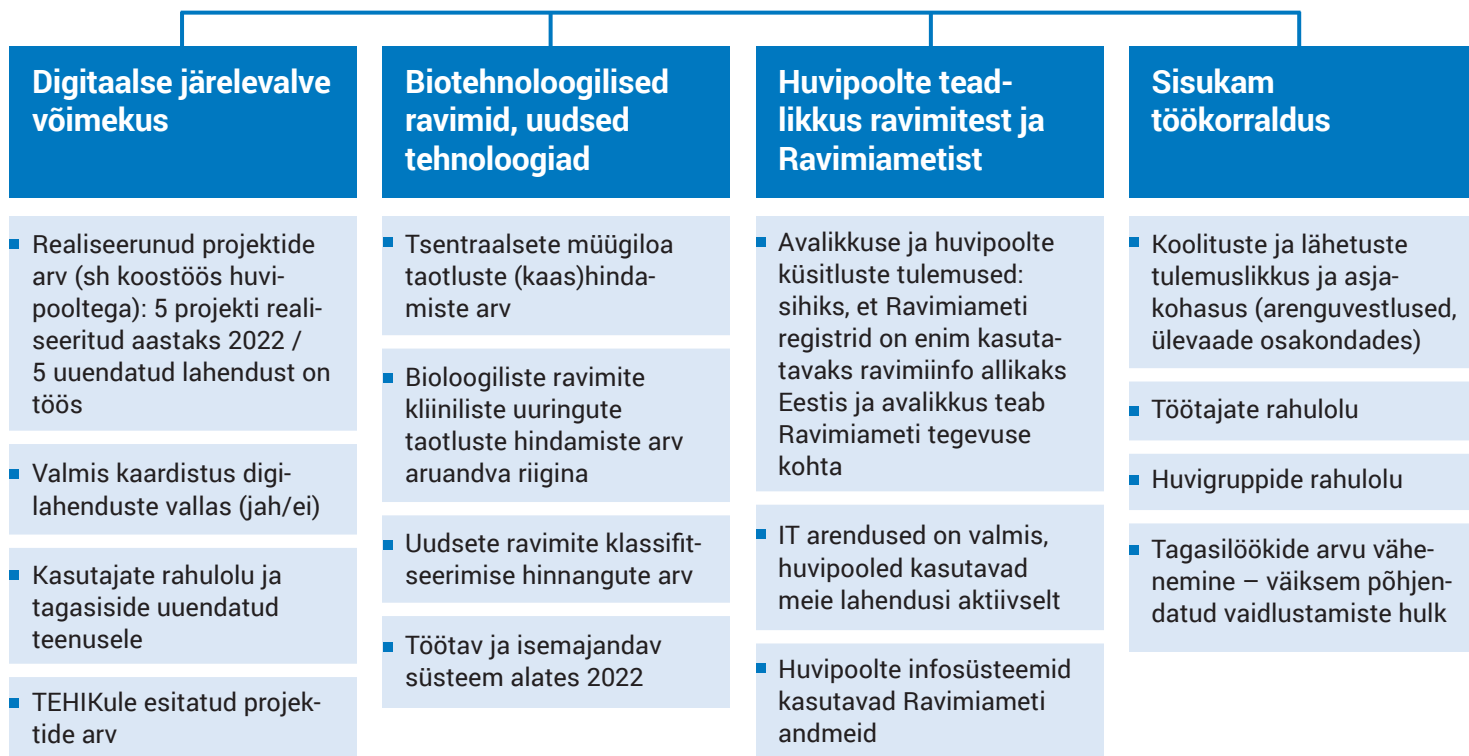 Digitaalse järelevalve
võimekus
Realiseerunud projektide
arv (sh koostöös huvi-
pooltega): 5 projekti reali-
seeritud aastaks 2022 /
5 uuendatud lahendust on
töös
Valmis kaardistus digi-
lahenduste vallas (jah/ei)
Kasutajate rahulolu ja
tagasiside uuendatud
teenusele
TEHIKule esitatud projek-
tide arv
Biotehnoloogilised
ravimid, uudsed
tehnoloogiad
Tsentraalsete müügiloa
taotluste (kaas)hinda-
miste arv
Bioloogiliste ravimite
kliiniliste uuringute
taotluste hindamiste arv
aruandva riigina
Uudsete ravimite klassifit-
seerimise hinnangute arv
Töötav ja isemajandav
süsteem alates 2022
Huvipoolte tead-
likkus ravimitest ja
Ravimiametist
Avalikkuse ja huvipoolte
küsitluste tulemused:
sihiks, et Ravimiameti
registrid on enim kasuta-
tavaks ravimiinfo allikaks
Eestis ja avalikkus teab
Ravimiameti tegevuse
kohta
IT arendused on valmis,
huvipooled kasutavad
meie lahendusi aktiivselt
Huvipoolte infosüsteemid
kasutavad Ravimiameti
andmeid
Sisukam
töökorraldus
Koolituste ja lähetuste
tulemuslikkus ja asja-
kohasus (arenguvestlused,
ülevaade osakondades)
Töötajate rahulolu
Huvigruppide rahulolu
Tagasilöökide arvu vähe-
nemine – väiksem põhjen-
datud vaidlustamiste hulk